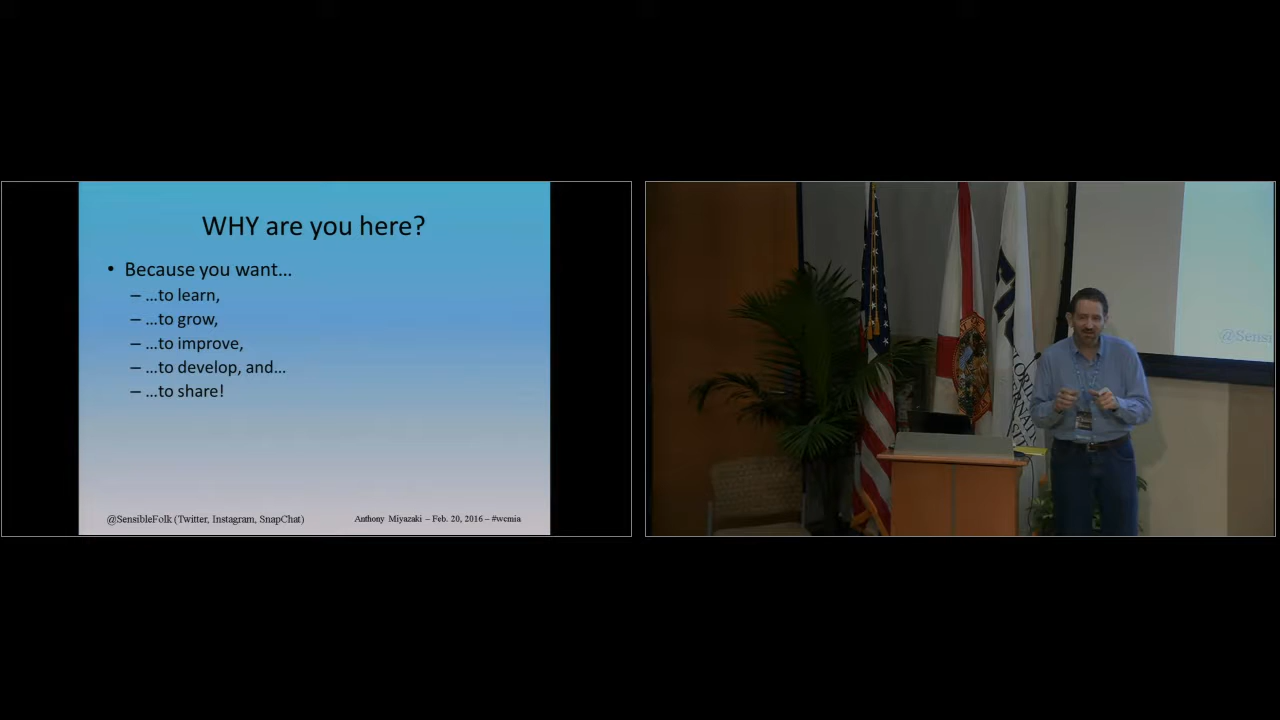 WHY are you here?
• Because you want...
– ...to learn,
– ...to grow,
– ...to improve,
– ...to develop, and...
– ...to share!
@SensibleFolk (Twitter, Instagram, SnapChat)
Anthony Miyazaki – Feb. 20, 2016 – #wcmia
@Sensi